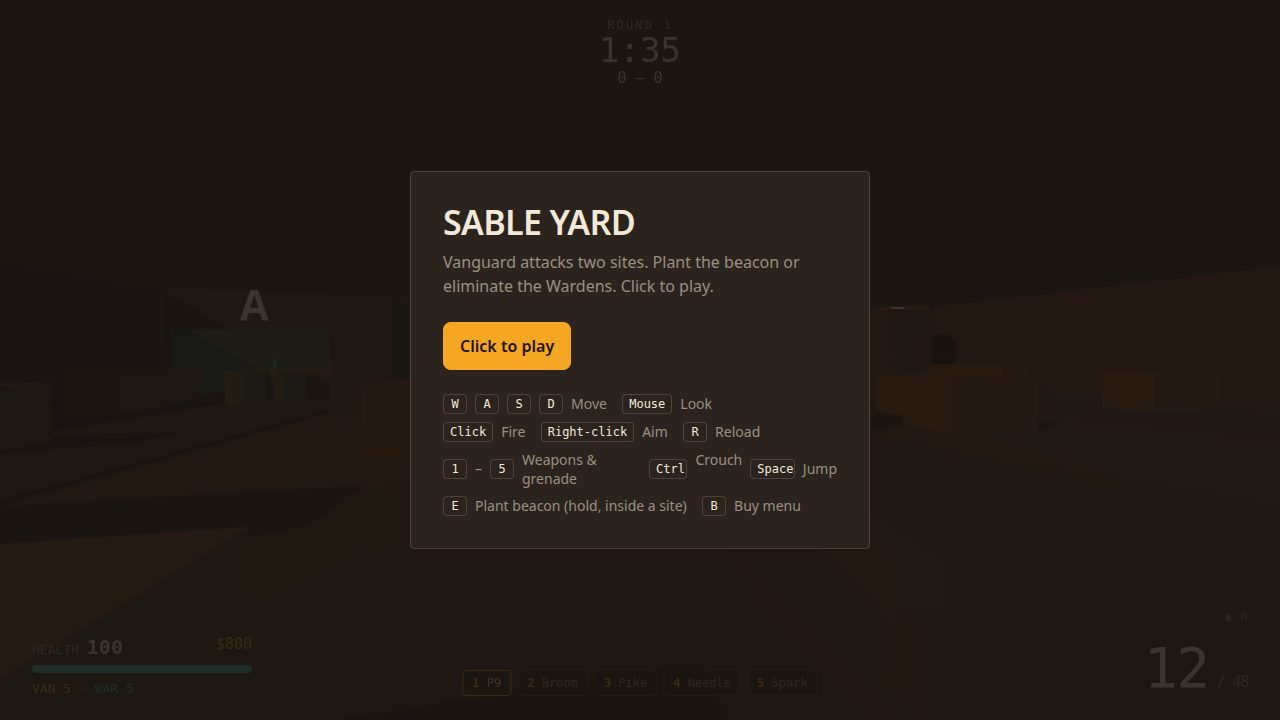 ROUND 1
1:35
0 — 0
A
SABLE YARD
Vanguard attacks two sites. Plant the beacon or
eliminate the Wardens. Click to play.
Click to play
W A S D Move Mouse Look
Click Fire Right-click Aim R Reload
1 – 5 Weapons & grenade Ctrl Crouch Space Jump
E Plant beacon (hold, inside a site) B Buy menu
HEALTH 100 $800
VAN 5 · WAR 5
1 P9 2 Broom 3 Pike 4 Needle 5 Spark
● 0
12 / 48